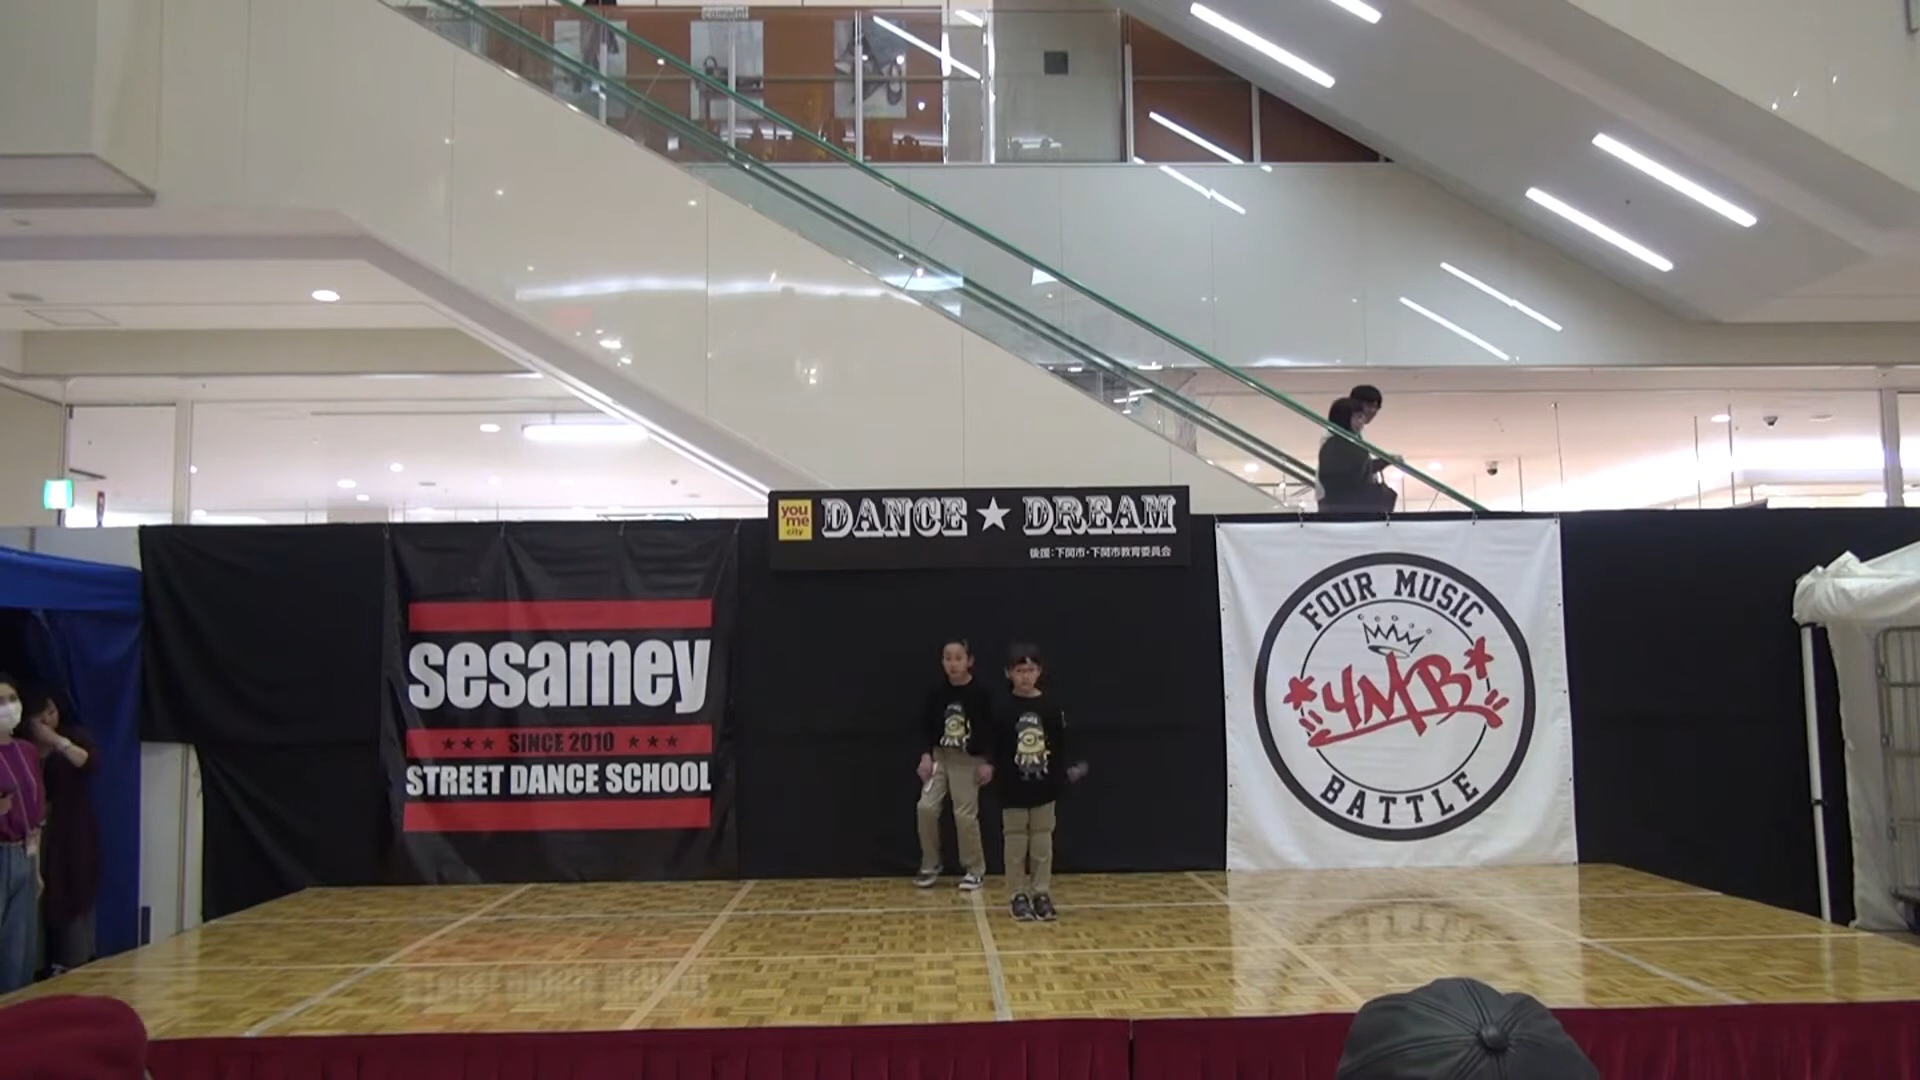 you
me
city
DANCE★DREAM
後援：下関市・下関市教育委員会
sesamey
★★★ SINCE 2010 ★★★
STREET DANCE SCHOOL
FOUR MUSIC
4MB
BATTLE